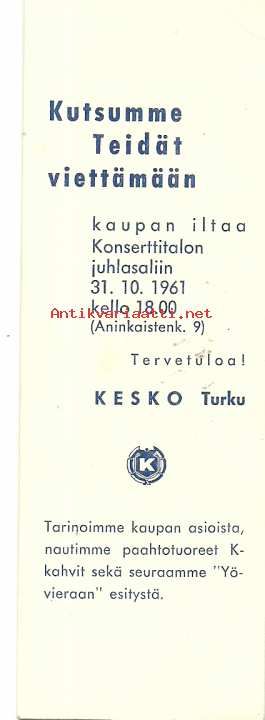 Kutsumme
Teidät
viettämään
kaupan iltaa
Konserttitalon
juhlasaliin
31. 10. 1961
kello 18.00
Antikvariaatti.net
(Aninkaistenk. 9)
Tervetuloa!
KESKO Turku
K
Tarinoimme kaupan asioista,
nautimme paahtotuoreet K-
kahvit sekä seuraamme "Yö-
vieraan" esitystä.